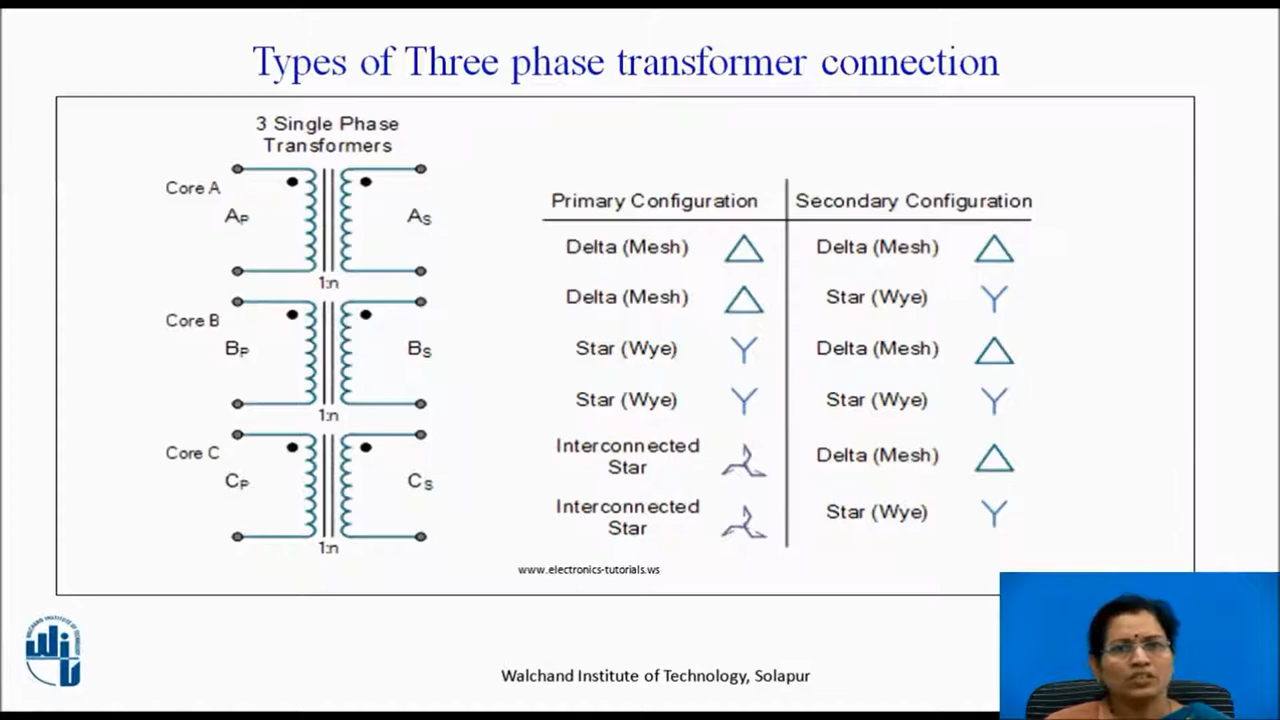 Types of Three phase transformer connection
3 Single Phase
Transformers
Core A
AP
AS
1:n
Core B
BP
BS
1:n
Core C
CP
CS
1:n
Primary Configuration Secondary Configuration
Delta (Mesh) Delta (Mesh)
Delta (Mesh) Star (Wye)
Star (Wye) Delta (Mesh)
Star (Wye) Star (Wye)
Interconnected
Star
Delta (Mesh)
Interconnected
Star
Star (Wye)
www.electronics-tutorials.ws
Walchand Institute of Technology, Solapur